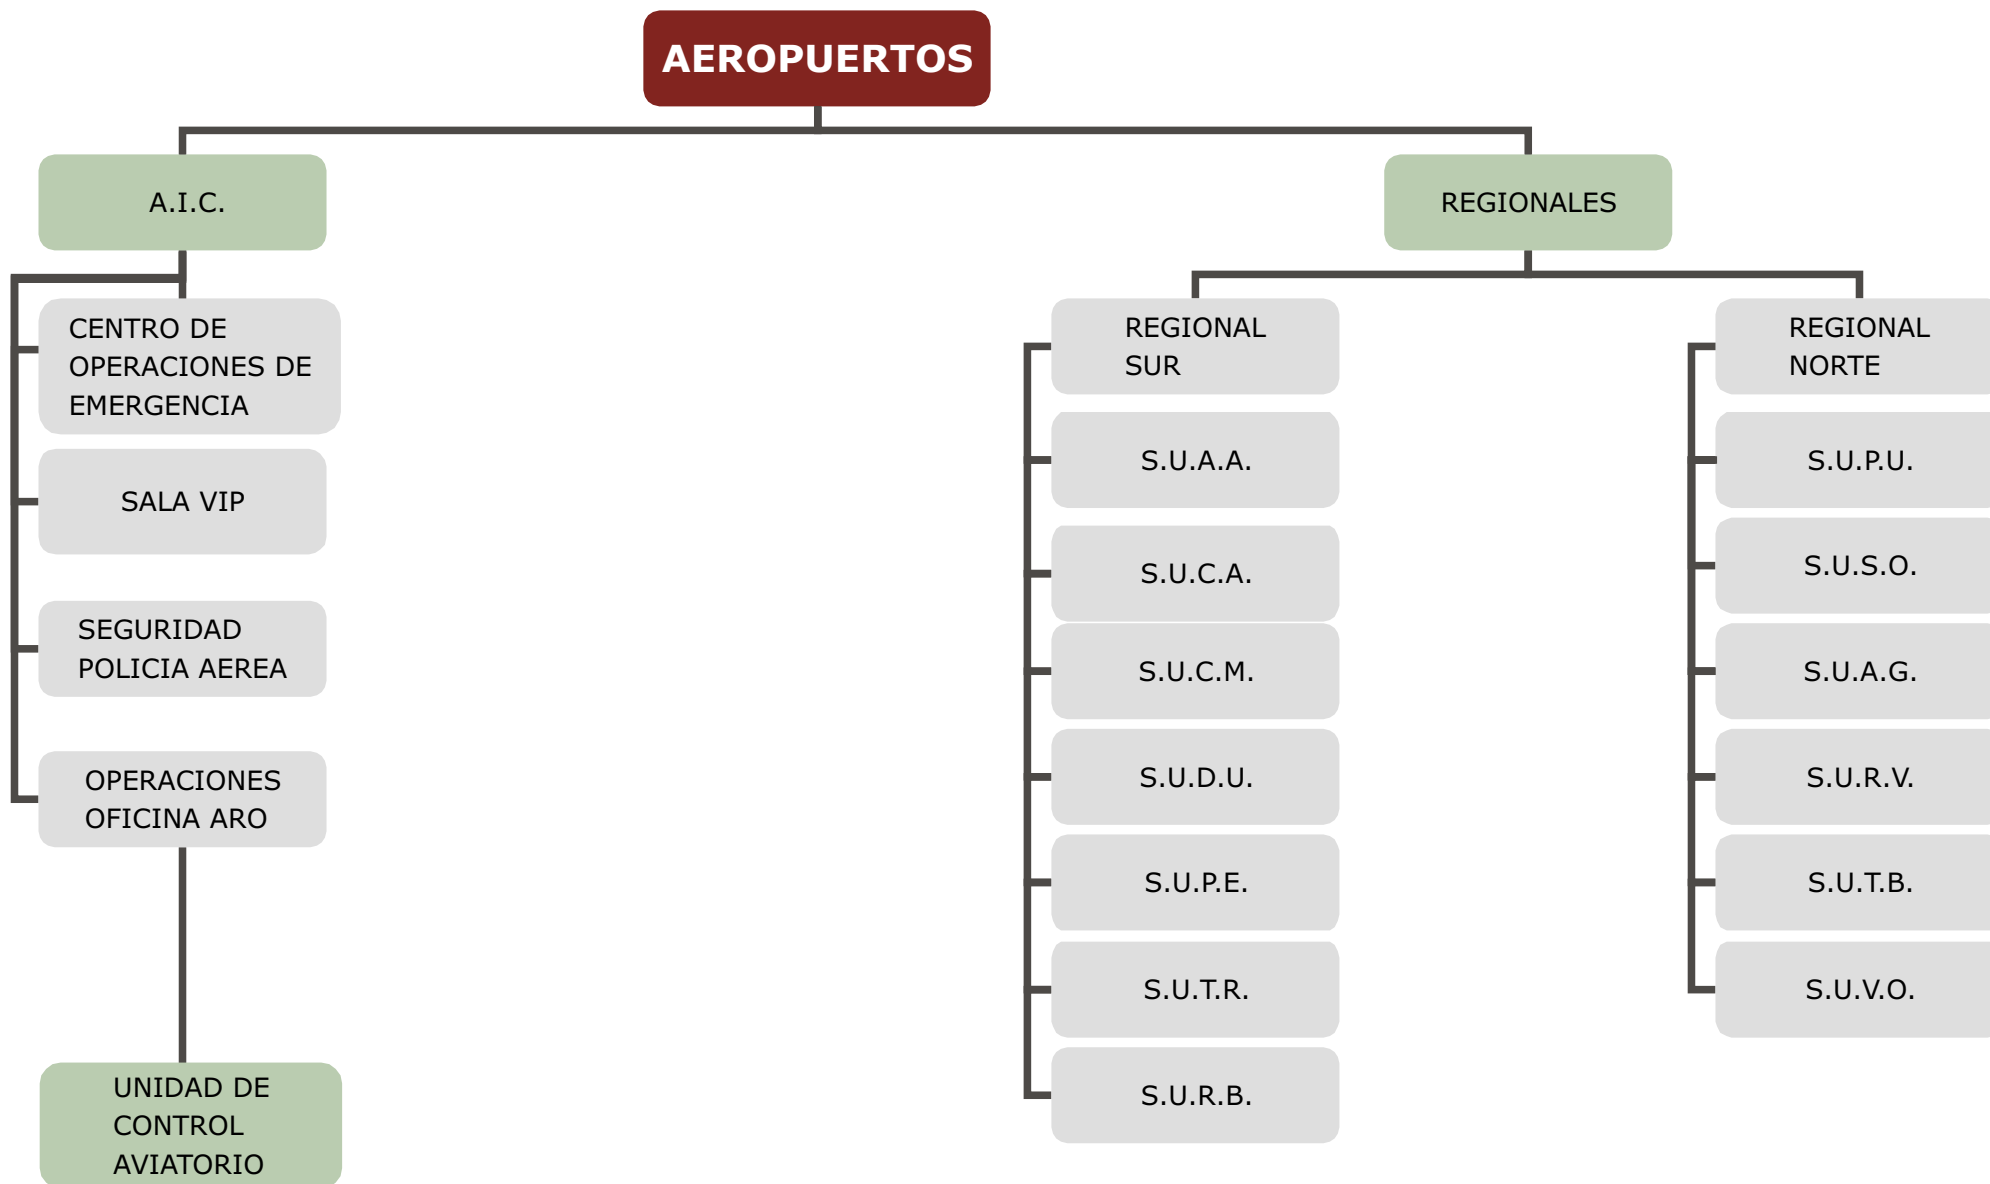 AEROPUERTOS
A.I.C.
REGIONALES
CENTRO DE
OPERACIONES DE
EMERGENCIA
SALA VIP
SEGURIDAD
POLICIA AEREA
OPERACIONES
OFICINA ARO
UNIDAD DE
CONTROL
AVIATORIO
REGIONAL
SUR
S.U.A.A.
S.U.C.A.
S.U.C.M.
S.U.D.U.
S.U.P.E.
S.U.T.R.
S.U.R.B.
REGIONAL
NORTE
S.U.P.U.
S.U.S.O.
S.U.A.G.
S.U.R.V.
S.U.T.B.
S.U.V.O.